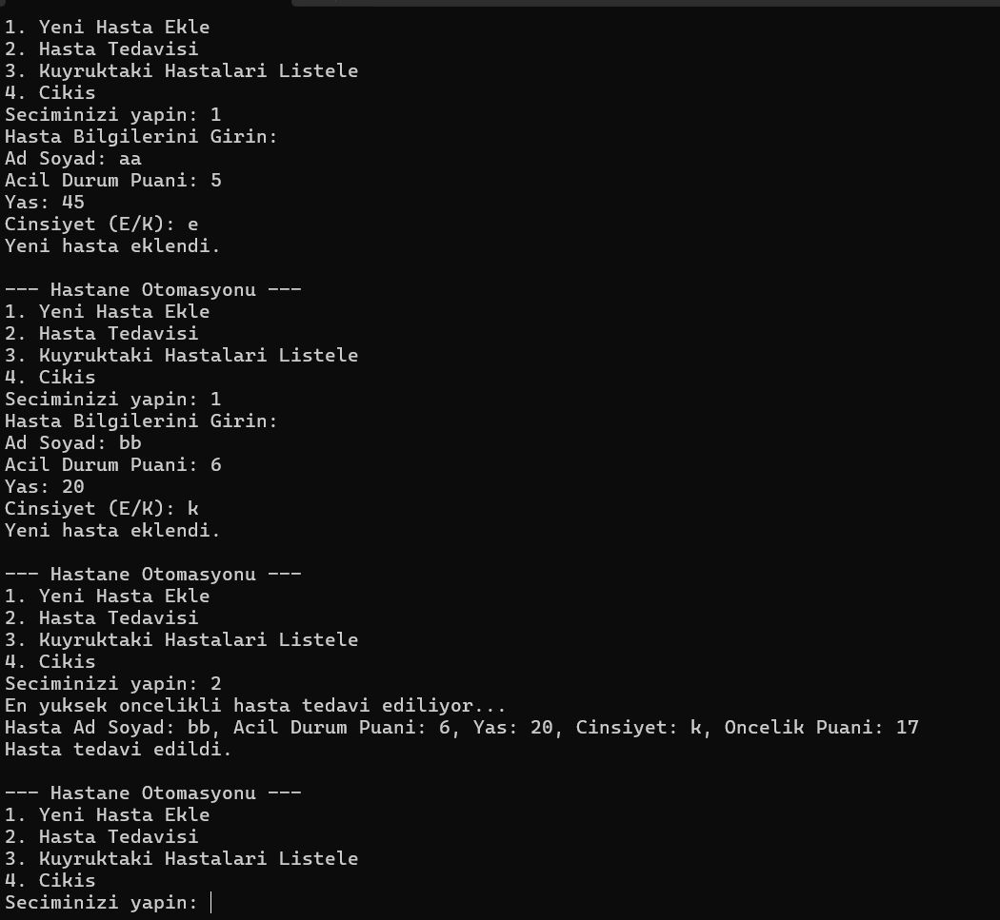 1. Yeni Hasta Ekle
2. Hasta Tedavisi
3. Kuyruktaki Hastalari Listele
4. Cikis
Seciminizi yapin: 1
Hasta Bilgilerini Girin:
Ad Soyad: aa
Acil Durum Puani: 5
Yas: 45
Cinsiyet (E/K): e
Yeni hasta eklendi.

--- Hastane Otomasyonu ---
1. Yeni Hasta Ekle
2. Hasta Tedavisi
3. Kuyruktaki Hastalari Listele
4. Cikis
Seciminizi yapin: 1
Hasta Bilgilerini Girin:
Ad Soyad: bb
Acil Durum Puani: 6
Yas: 20
Cinsiyet (E/K): k
Yeni hasta eklendi.

--- Hastane Otomasyonu ---
1. Yeni Hasta Ekle
2. Hasta Tedavisi
3. Kuyruktaki Hastalari Listele
4. Cikis
Seciminizi yapin: 2
En yuksek oncelikli hasta tedavi ediliyor...
Hasta Ad Soyad: bb, Acil Durum Puani: 6, Yas: 20, Cinsiyet: k, Oncelik Puani: 17
Hasta tedavi edildi.

--- Hastane Otomasyonu ---
1. Yeni Hasta Ekle
2. Hasta Tedavisi
3. Kuyruktaki Hastalari Listele
4. Cikis
Seciminizi yapin: